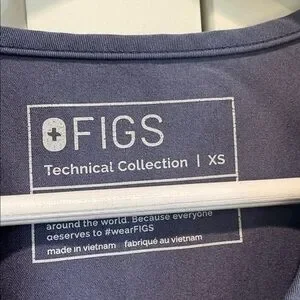 FIGS
Technical Collection | XS
around the world. Because everyone
deserves to #wearFIGS
made in vietnam fabriqué au vietnam